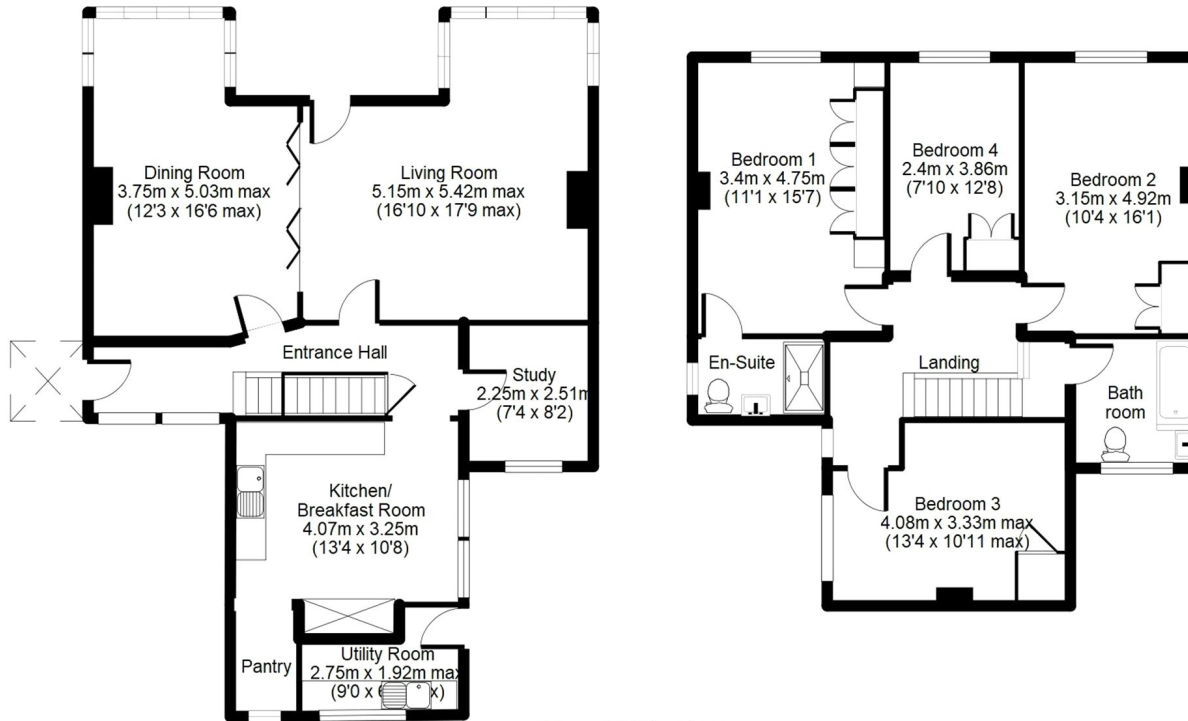 Dining Room
3.75m x 5.03m max
(12'3 x 16'6 max)
Living Room
5.15m x 5.42m max
(16'10 x 17'9 max)
Entrance Hall
Study
2.25m x 2.51m
(7'4 x 8'2)
Kitchen/
Breakfast Room
4.07m x 3.25m
(13'4 x 10'8)
Pantry
Utility Room
2.75m x 1.92m max
(9'0 x
Bedroom 1
3.4m x 4.75m
(11'1 x 15'7)
Bedroom 4
2.4m x 3.86m
(7'10 x 12'8)
Bedroom 2
3.15m x 4.92m
(10'4 x 16'1)
En-Suite
Landing
Bath
room
Bedroom 3
4.08m x 3.33m max
(13'4 x 10'11 max)